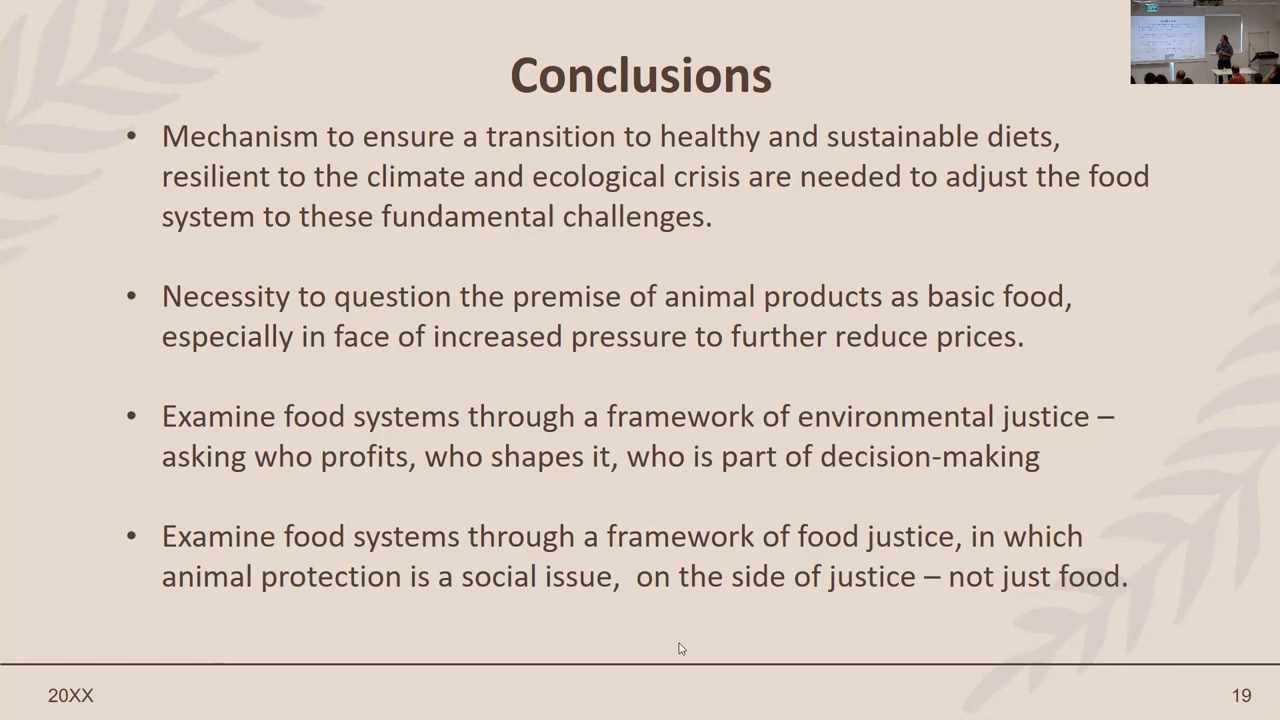 Conclusions
• Mechanism to ensure a transition to healthy and sustainable diets,
resilient to the climate and ecological crisis are needed to adjust the food
system to these fundamental challenges.
• Necessity to question the premise of animal products as basic food,
especially in face of increased pressure to further reduce prices.
• Examine food systems through a framework of environmental justice –
asking who profits, who shapes it, who is part of decision-making
• Examine food systems through a framework of food justice, in which
animal protection is a social issue,  on the side of justice – not just food.
20XX
19